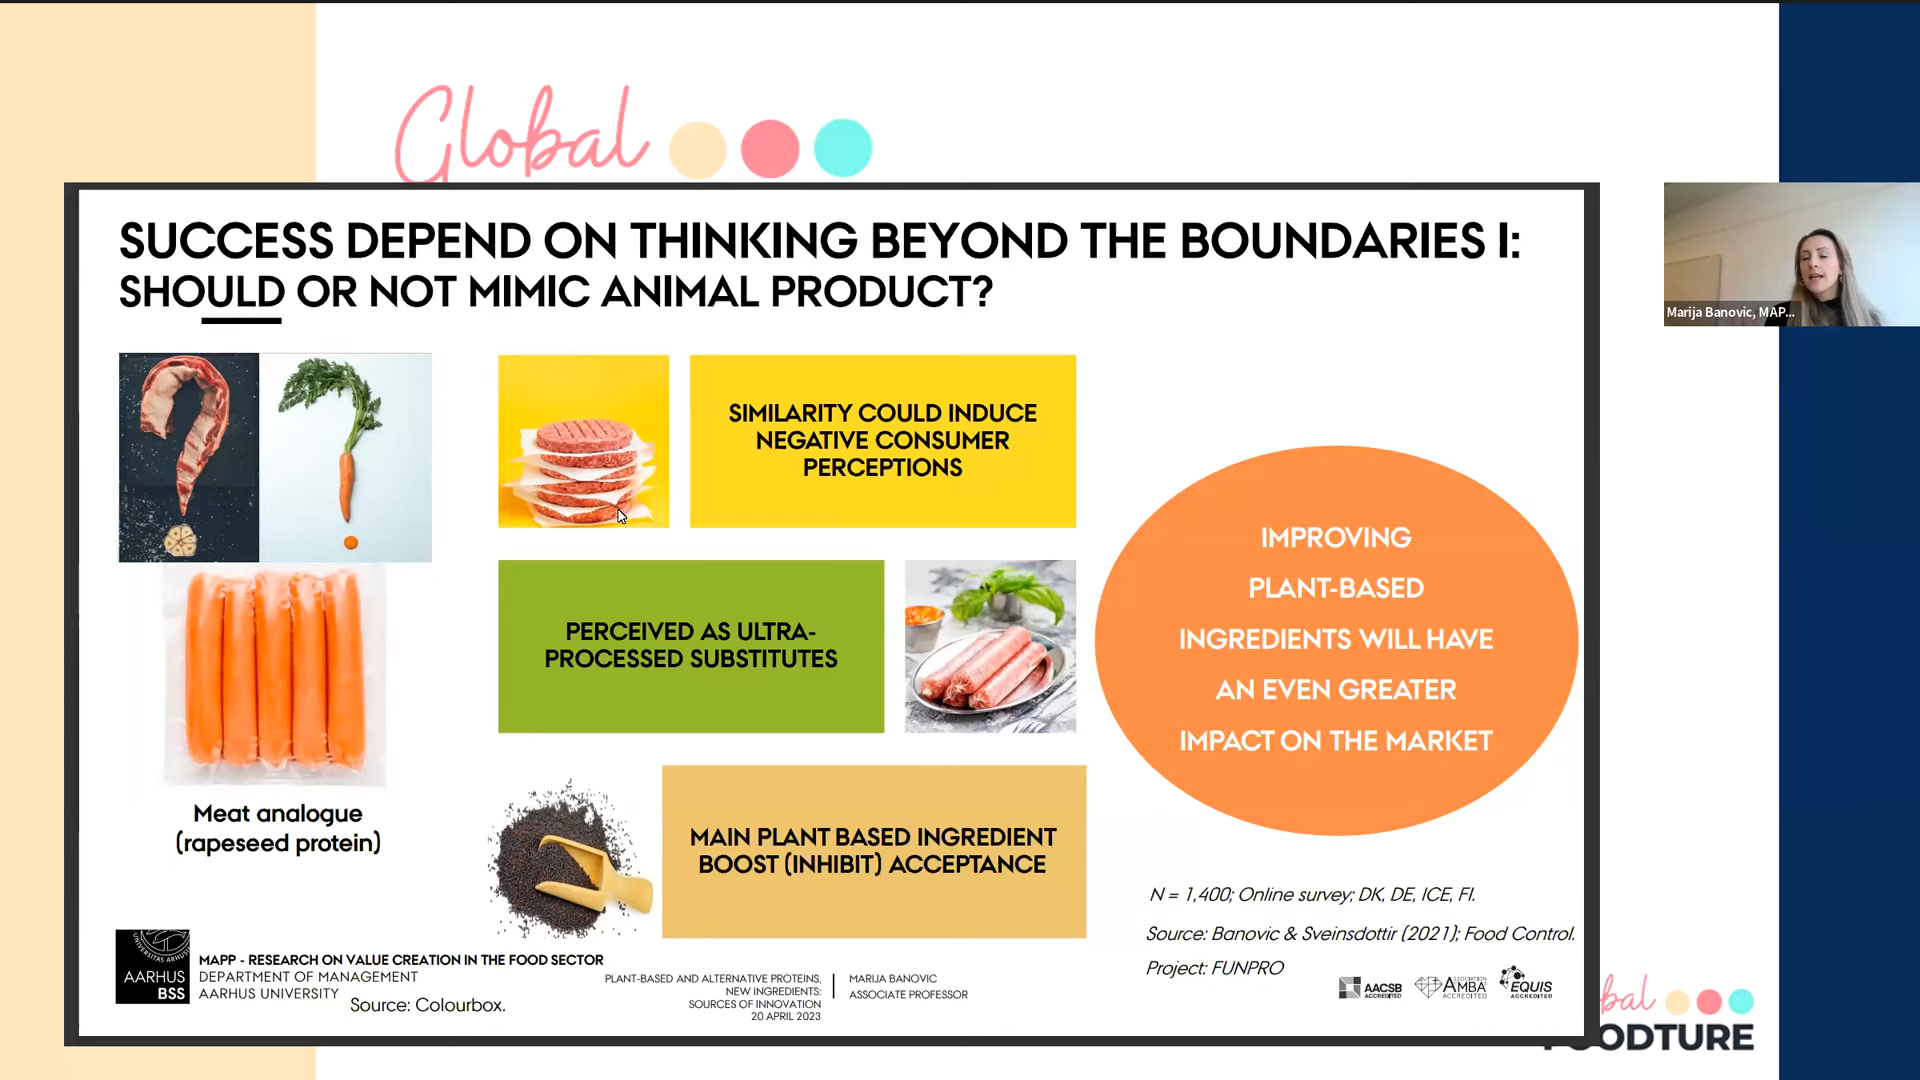 Global
SUCCESS DEPEND ON THINKING BEYOND THE BOUNDARIES I:
SHOULD OR NOT MIMIC ANIMAL PRODUCT?
Marija Banovic, MAP...
SIMILARITY COULD INDUCE
NEGATIVE CONSUMER
PERCEPTIONS
PERCEIVED AS ULTRA-
PROCESSED SUBSTITUTES
Meat analogue
(rapeseed protein)
MAIN PLANT BASED INGREDIENT
BOOST (INHIBIT) ACCEPTANCE
IMPROVING
PLANT-BASED
INGREDIENTS WILL HAVE
AN EVEN GREATER
IMPACT ON THE MARKET
N = 1,400; Online survey; DK, DE, ICE, FI.
Source: Banovic & Sveinsdottir (2021); Food Control.
Project: FUNPRO
AARHUS
BSS
MAPP - RESEARCH ON VALUE CREATION IN THE FOOD SECTOR
DEPARTMENT OF MANAGEMENT
AARHUS UNIVERSITY
Source: Colourbox.
PLANT-BASED AND ALTERNATIVE PROTEINS,
NEW INGREDIENTS:
SOURCES OF INNOVATION
20 APRIL 2023
MARIJA BANOVIC
ASSOCIATE PROFESSOR
AACSB
ACCREDITED
ASSOCIATION
AMBA
ACCREDITED
EQUIS
ACCREDITED
bal
OODTURE